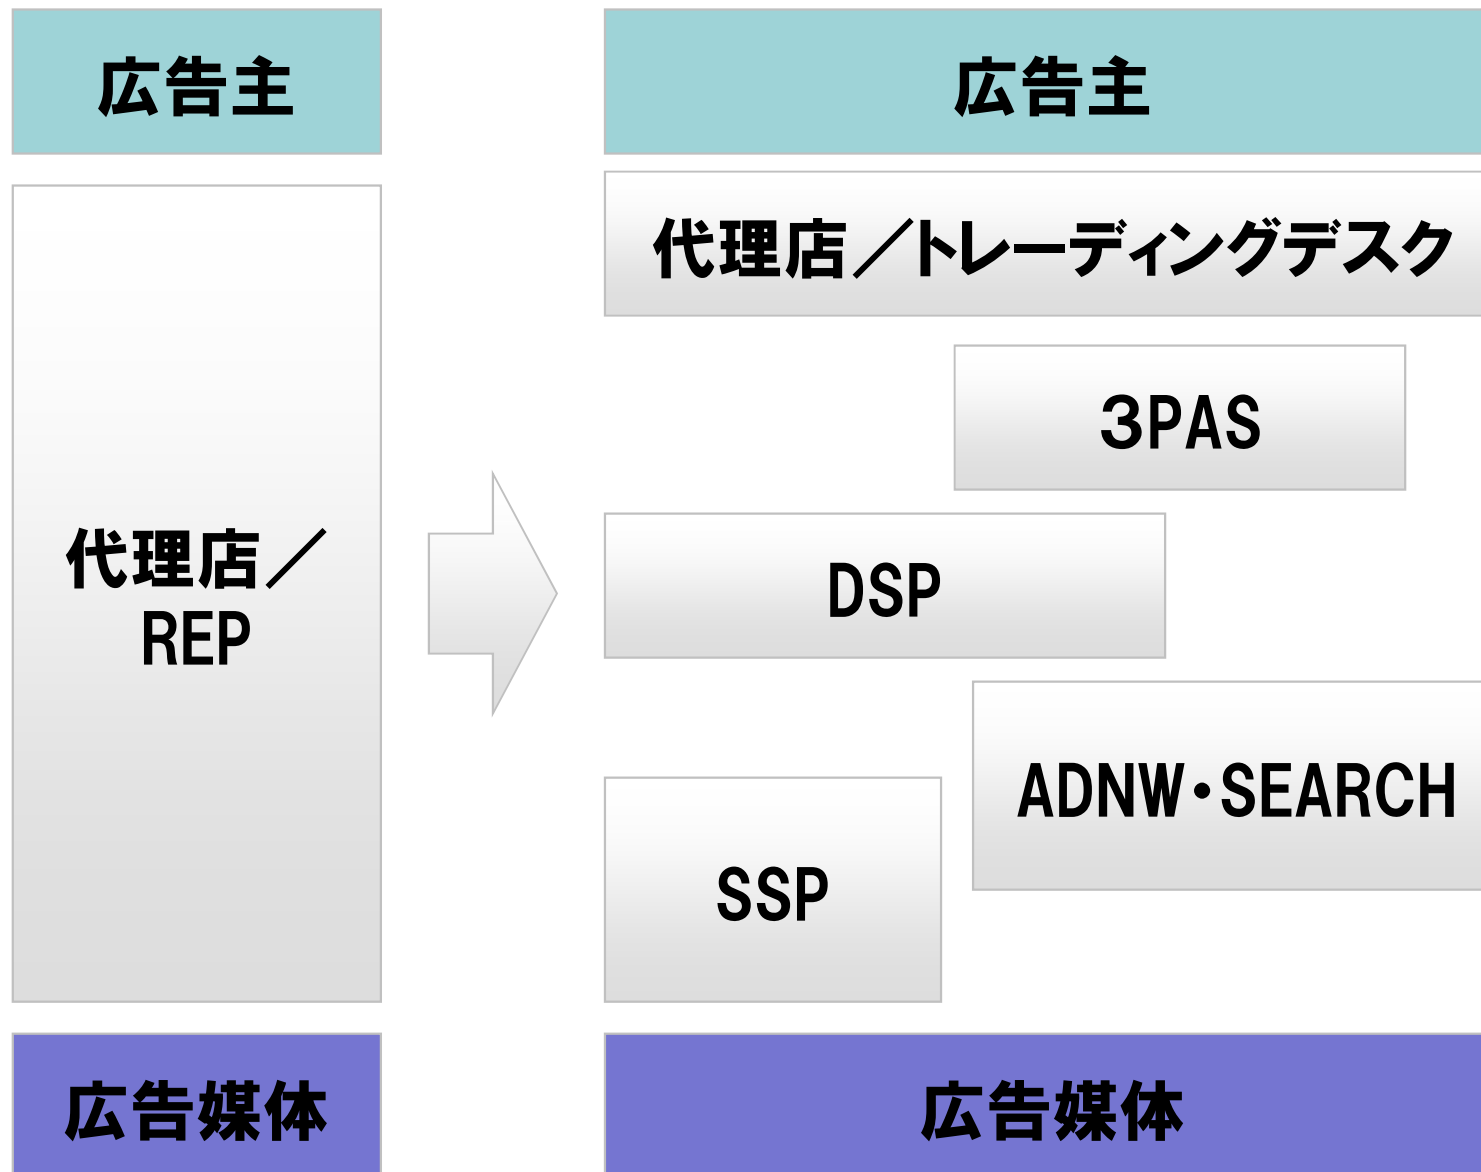 広告主
代理店／
REP
広告媒体
広告主
代理店／トレーディングデスク
３PAS
DSP
ADNW・SEARCH
SSP
広告媒体